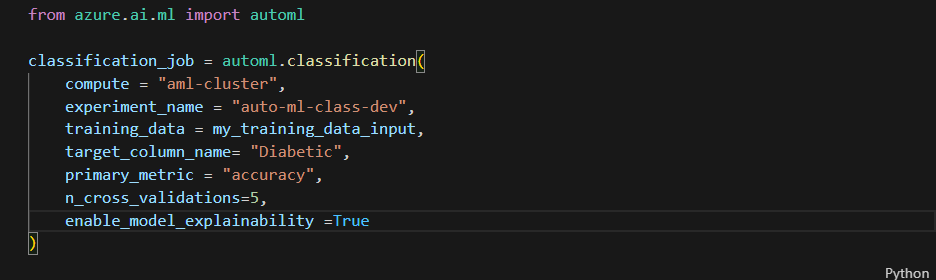 from azure.ai.ml import automl
classification_job = automl.classification(
compute = "aml-cluster",
experiment_name = "auto-ml-class-dev",
training_data = my_training_data_input,
target_column_name= "Diabetic",
primary_metric = "accuracy",
n_cross_validations=5,
enable_model_explainability =True
)
Python